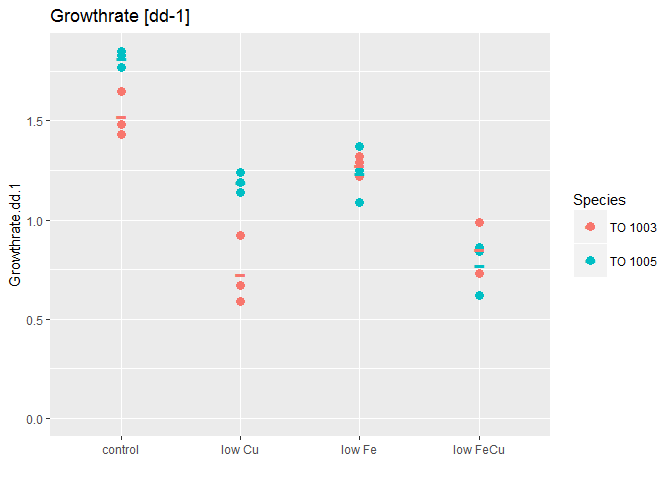 Growthrate [dd-1]
Growthrate.dd.1
1.5
1.0
0.5
0.0
control
low Cu
low Fe
low FeCu
Species
TO 1003
TO 1005